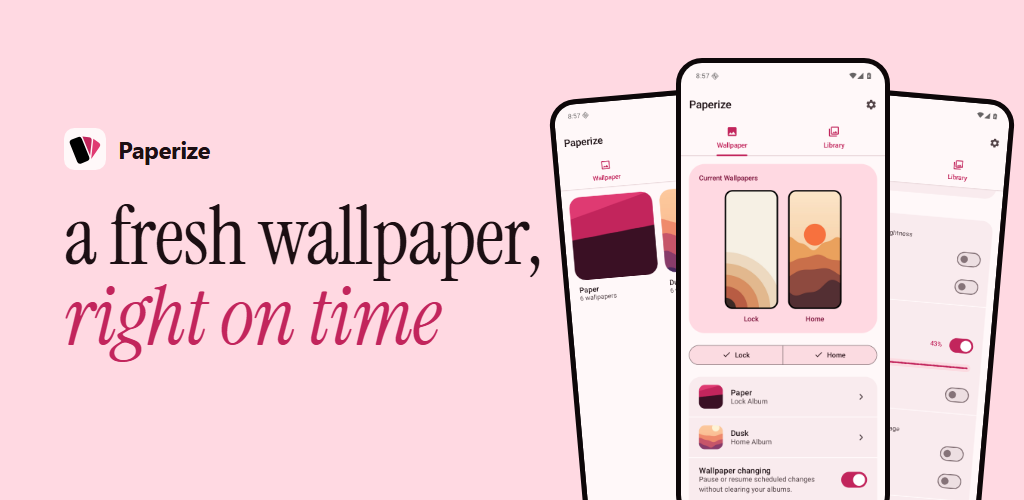 Paperize
a fresh wallpaper,
right on time
8:57
Paperize
Wallpaper
Paper
6 wallpapers
8:57
Paperize
Wallpaper
Library
Current Wallpapers
Lock
Home
Lock
Home
Paper
Lock Album
Dusk
Home Album
Wallpaper changing
Pause or resume scheduled changes
without clearing your albums.
Library
43%